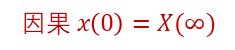 因果 x(0) = X(∞)